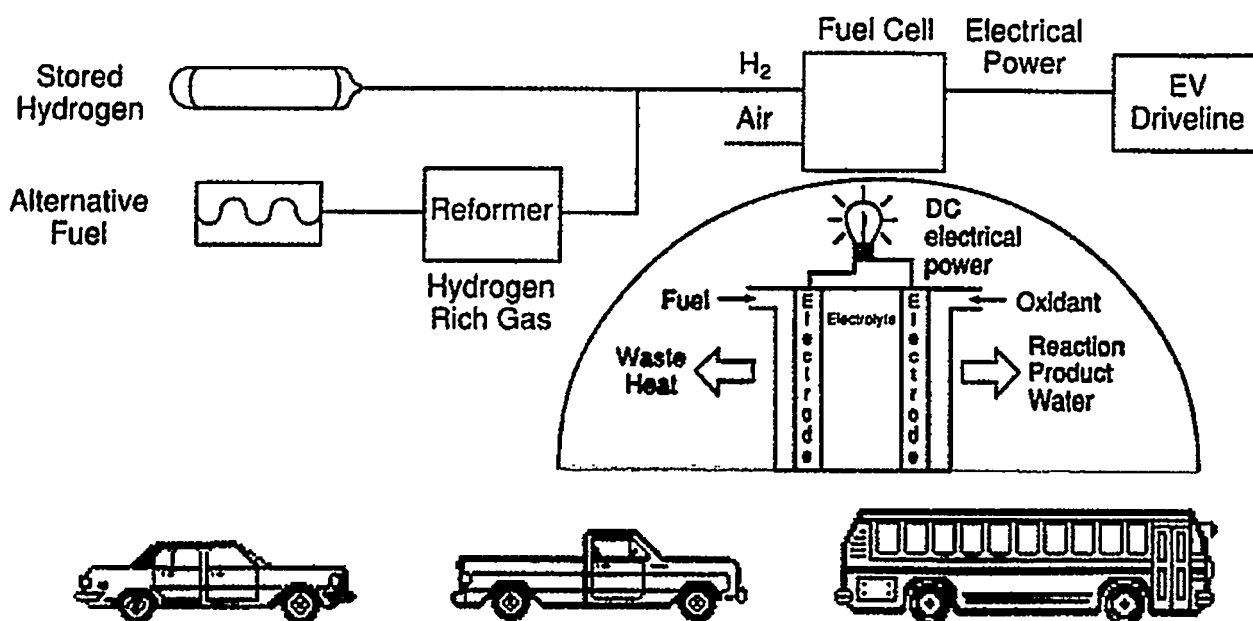 Fuel Cell
Electrical
Power
Stored
Hydrogen
H₂
Air
EV
Driveline
Alternative
Fuel
Reformer
Hydrogen
Rich Gas
DC
electrical
power
Fuel
Electrode
Electrolyte
Electrode
Oxidant
Waste
Heat
Reaction
Product
Water